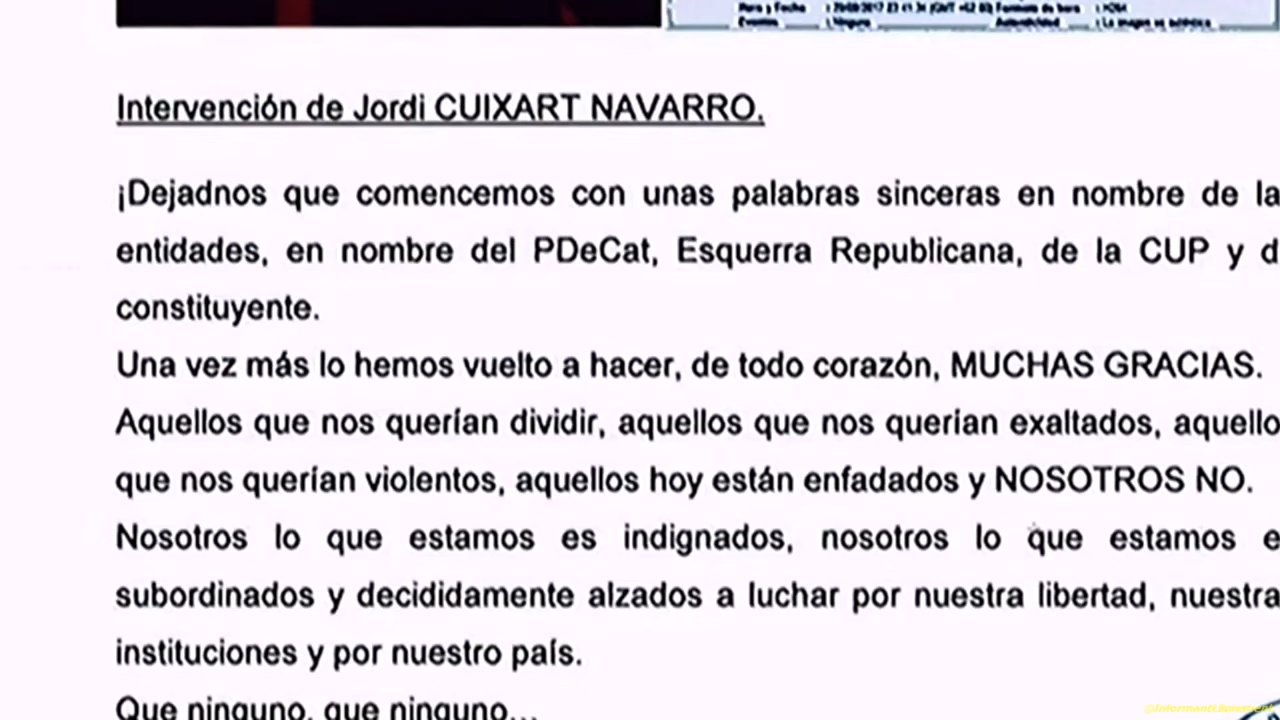 Intervención de Jordi CUIXART NAVARRO.
¡Dejadnos que comencemos con unas palabras sinceras en nombre de la
entidades, en nombre del PDeCat, Esquerra Republicana, de la CUP y d
constituyente.
Una vez más lo hemos vuelto a hacer, de todo corazón, MUCHAS GRACIAS.
Aquellos que nos querían dividir, aquellos que nos querían exaltados, aquello
que nos querían violentos, aquellos hoy están enfadados y NOSOTROS NO.
Nosotros lo que estamos es indignados, nosotros lo que estamos e
subordinados y decididamente alzados a luchar por nuestra libertad, nuestra
instituciones y por nuestro país.
Que ninguno, que ninguno...